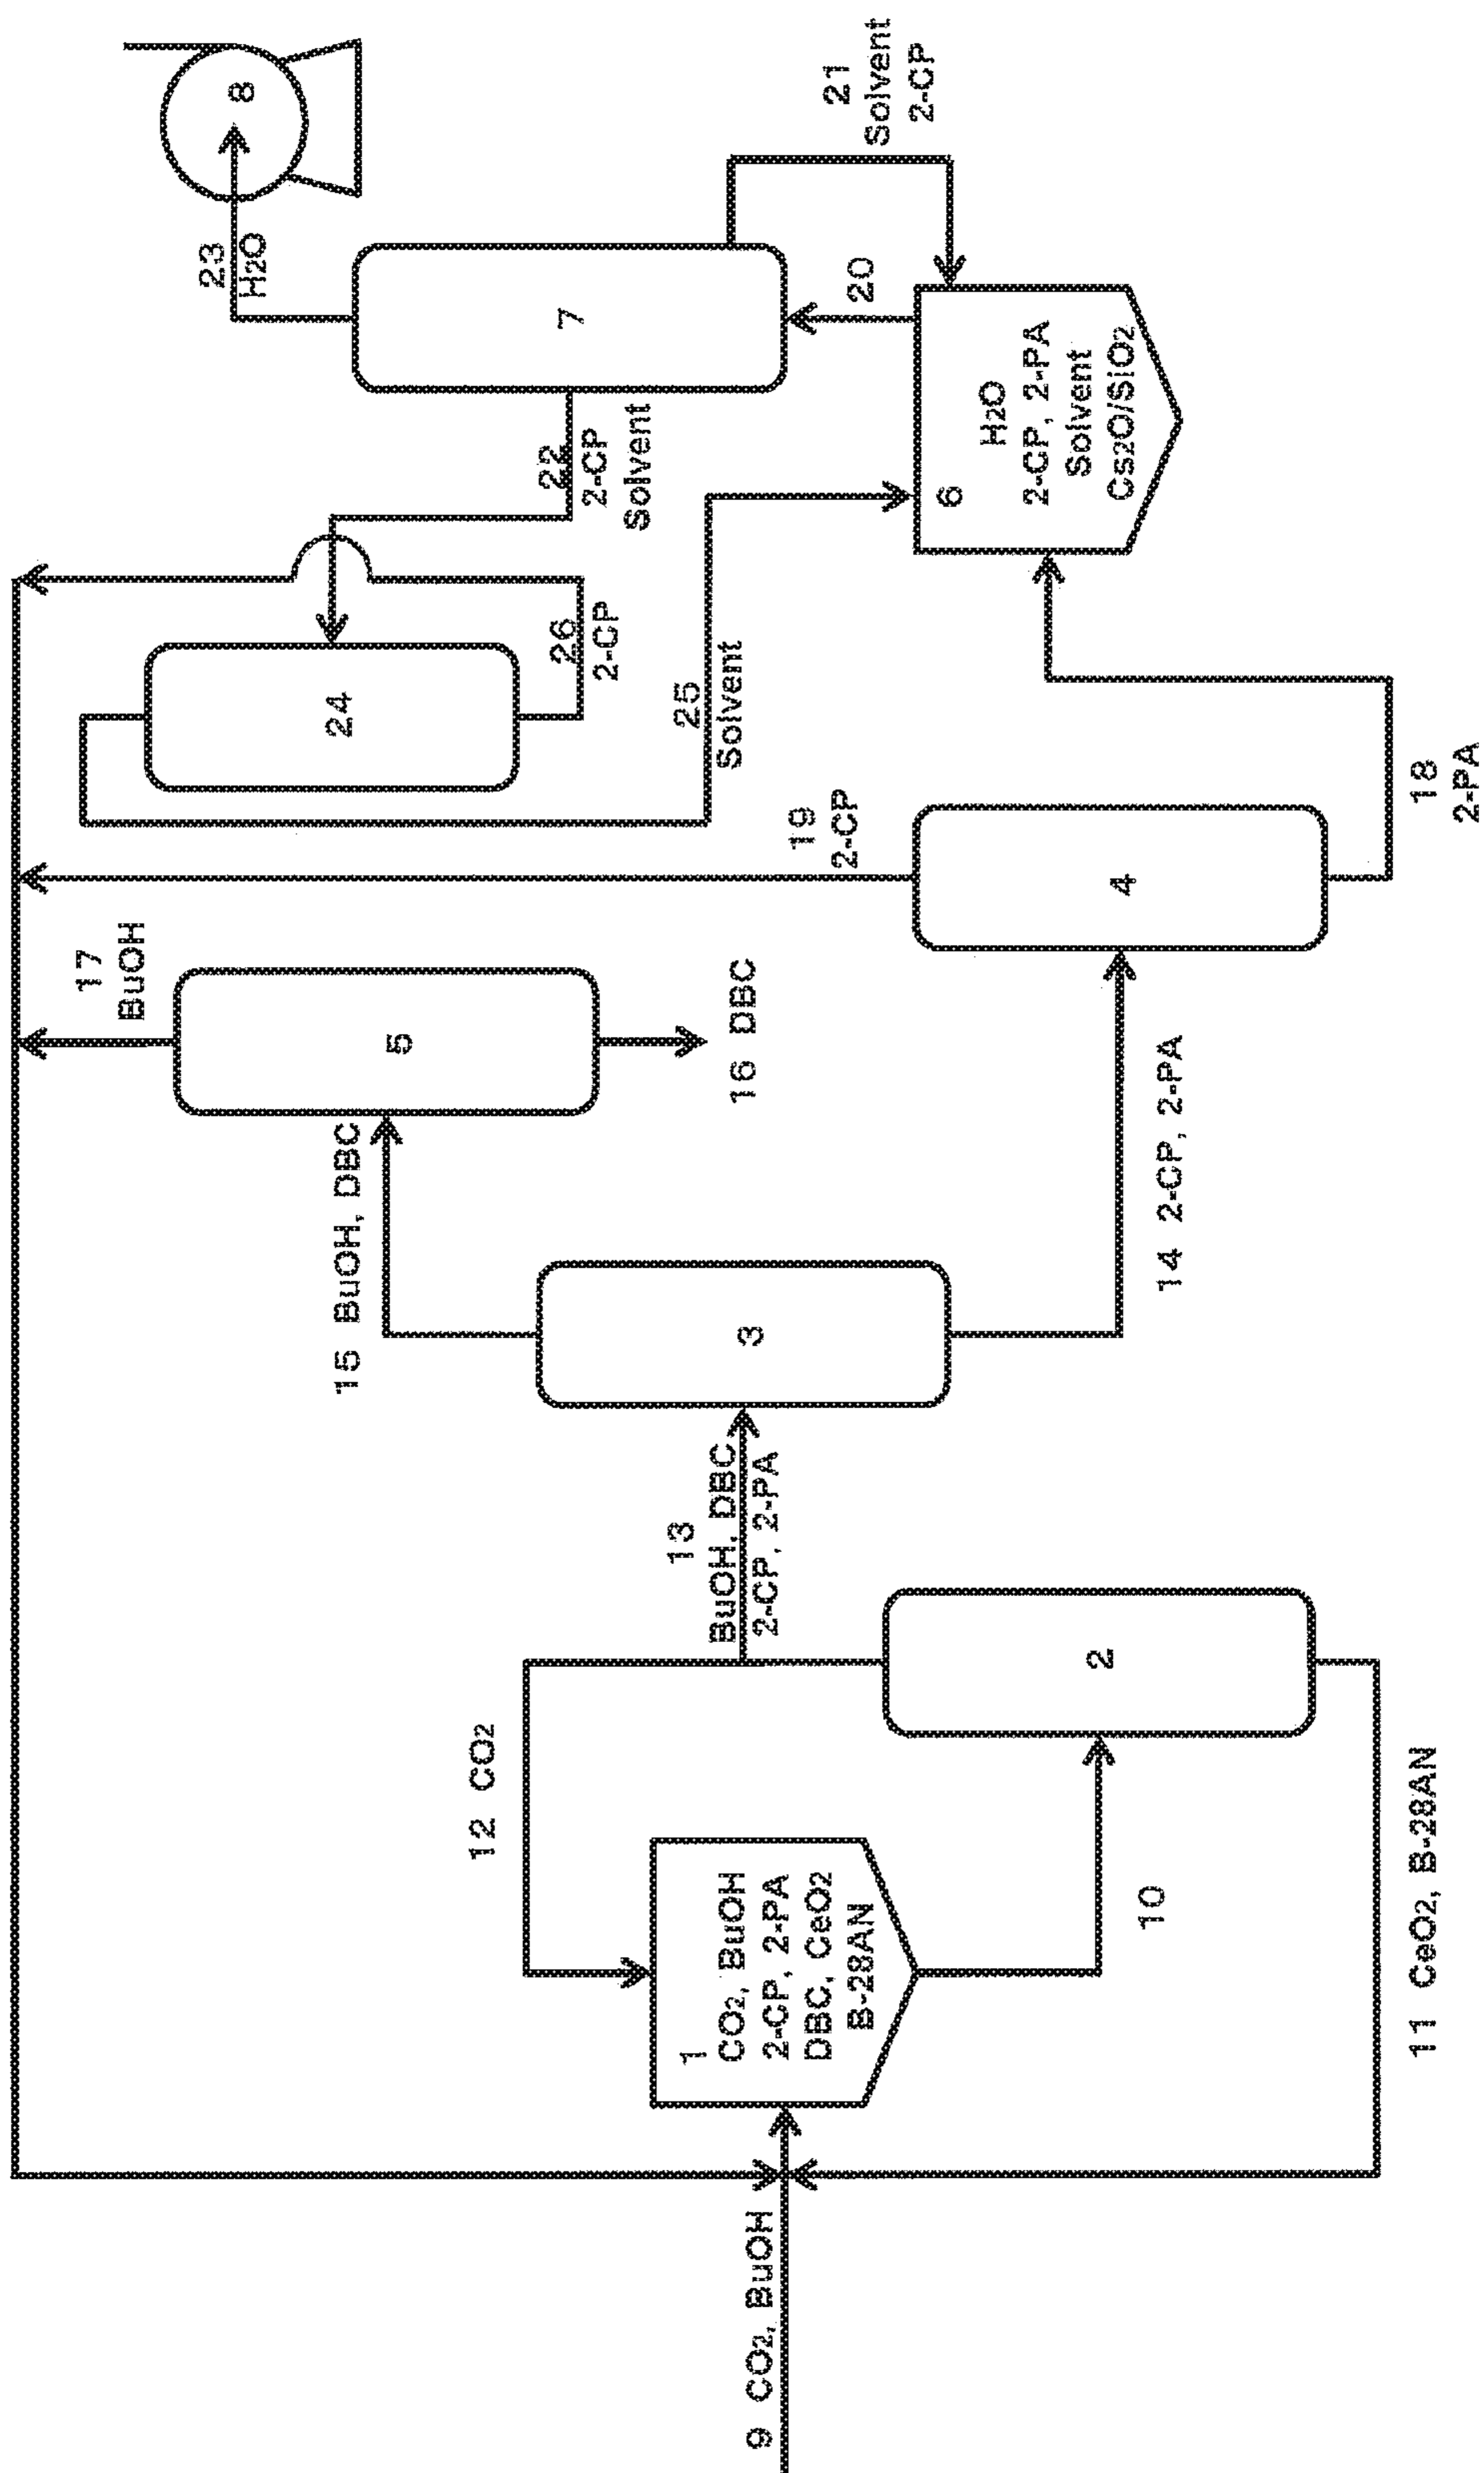 9 CO2, BuOH
1
CO2, BuOH
2-CP, 2-PA
DBC, CeO2
B-28AN
10
11 CeO2, B-28AN
12 CO2
2
13
BuOH, DBC
2-CP, 2-PA
3
15 BuOH, DBC
14 2-CP, 2-PA
5
17
BuOH
16 DBC
4
19
2-CP
18
2-PA
24
26
2-CP
25
Solvent
22
2-CP
Solvent
6
H2O
2-CP, 2-PA
Solvent
Cs2O/SiO2
7
20
21
Solvent
2-CP
23
H2O
8